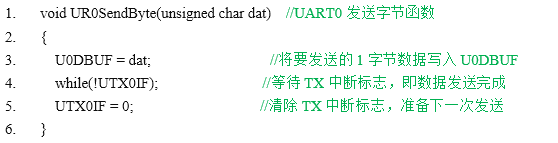 1. void UR0SendByte(unsigned char dat) //UART0 发送字节函数
2. {
3. U0DBUF = dat; //将要发送的 1 字节数据写入 U0DBUF
4. while(!UTX0IF); //等待 TX 中断标志，即数据发送完成
5. UTX0IF = 0; //清除 TX 中断标志，准备下一次发送
6. }